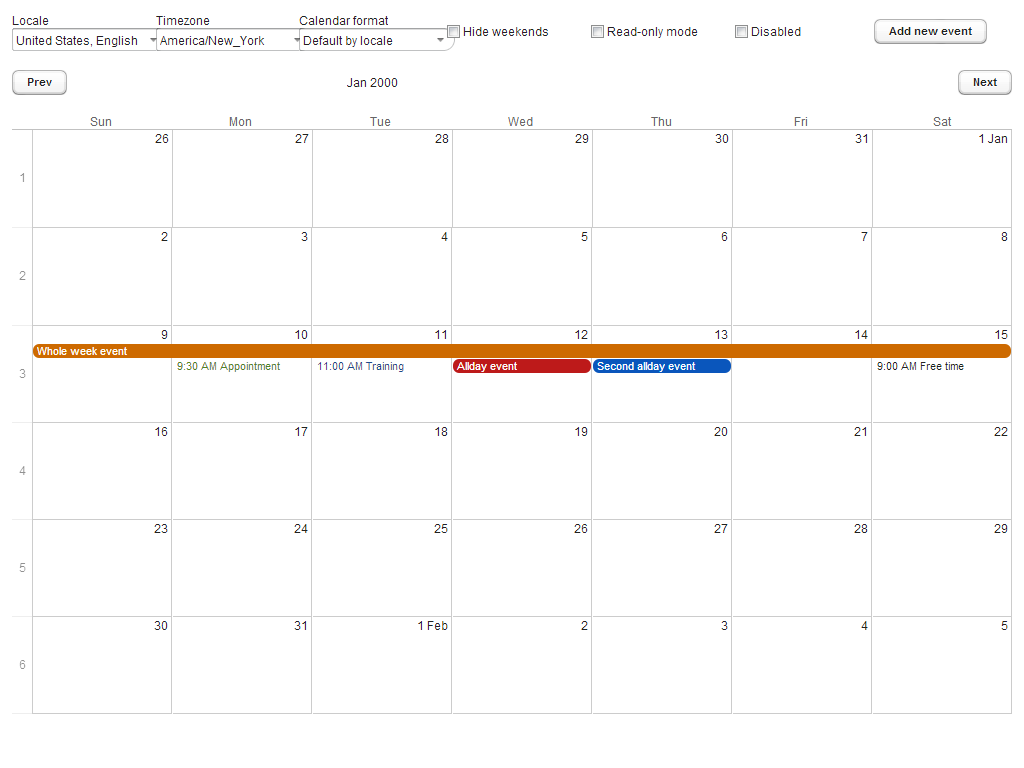 Locale Timezone Calendar format
United States, English America/New_York Default by locale Hide weekends Read-only mode Disabled Add new event
Prev Jan 2000 Next
Sun Mon Tue Wed Thu Fri Sat
26 27 28 29 30 31 1 Jan
1
2 3 4 5 6 7 8
2
9 10 11 12 13 14 15
Whole week event
9:30 AM Appointment 11:00 AM Training Allday event Second allday event 9:00 AM Free time
3
16 17 18 19 20 21 22
4
23 24 25 26 27 28 29
5
30 31 1 Feb 2 3 4 5
6